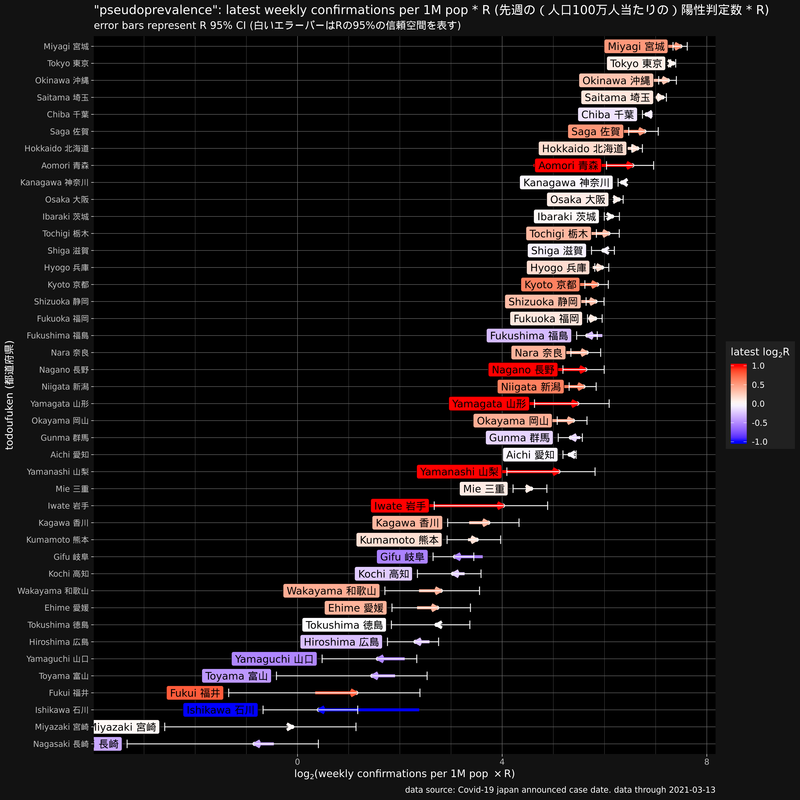 "pseudoprevalence": latest weekly confirmations per 1M pop * R (先週の ( 人口100万人当たりの ) 陽性判定数 * R)
error bars represent R 95% CI (白いエラーバーはRの95%の信頼空間を表す)
todoufuken (都道府県)
Miyagi 宮城 Miyagi 宮城
Tokyo 東京 Tokyo 東京
Okinawa 沖縄 Okinawa 沖縄
Saitama 埼玉 Saitama 埼玉
Chiba 千葉 Chiba 千葉
Saga 佐賀 Saga 佐賀
Hokkaido 北海道 Hokkaido 北海道
Aomori 青森 Aomori 青森
Kanagawa 神奈川 Kanagawa 神奈川
Osaka 大阪 Osaka 大阪
Ibaraki 茨城 Ibaraki 茨城
Tochigi 栃木 Tochigi 栃木
Shiga 滋賀 Shiga 滋賀
Hyogo 兵庫 Hyogo 兵庫
Kyoto 京都 Kyoto 京都
Shizuoka 静岡 Shizuoka 静岡
Fukuoka 福岡 Fukuoka 福岡
Fukushima 福島 Fukushima 福島
Nara 奈良 Nara 奈良
Nagano 長野 Nagano 長野
Niigata 新潟 Niigata 新潟
Yamagata 山形 Yamagata 山形
Okayama 岡山 Okayama 岡山
Gunma 群馬 Gunma 群馬
Aichi 愛知 Aichi 愛知
Yamanashi 山梨 Yamanashi 山梨
Mie 三重 Mie 三重
Iwate 岩手 Iwate 岩手
Kagawa 香川 Kagawa 香川
Kumamoto 熊本 Kumamoto 熊本
Gifu 岐阜 Gifu 岐阜
Kochi 高知 Kochi 高知
Wakayama 和歌山 Wakayama 和歌山
Ehime 愛媛 Ehime 愛媛
Tokushima 徳島 Tokushima 徳島
Hiroshima 広島 Hiroshima 広島
Yamaguchi 山口 Yamaguchi 山口
Toyama 富山 Toyama 富山
Fukui 福井 Fukui 福井
Ishikawa 石川 Ishikawa 石川
Miyazaki 宮崎 liyazaki 宮崎
Nagasaki 長崎 長崎
0 4 8
log₂(weekly confirmations per 1M pop × R)
latest log₂R
1.0
0.5
0.0
-0.5
-1.0
data source: Covid-19 japan announced case date. data through 2021-03-13